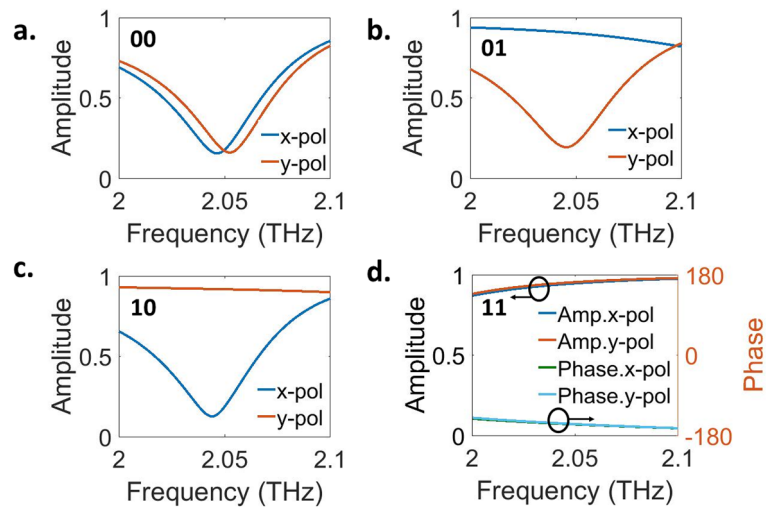 a.
00
1
0.5
0
Amplitude
x-pol
y-pol
2
2.05
2.1
Frequency (THz)
b.
01
1
0.5
0
Amplitude
x-pol
y-pol
2
2.05
2.1
Frequency (THz)
c.
10
1
0.5
0
Amplitude
x-pol
y-pol
2
2.05
2.1
Frequency (THz)
d.
11
1
0.5
0
Amplitude
Amp.x-pol
Amp.y-pol
Phase.x-pol
Phase.y-pol
180
0
-180
Phase
2
2.05
2.1
Frequency (THz)